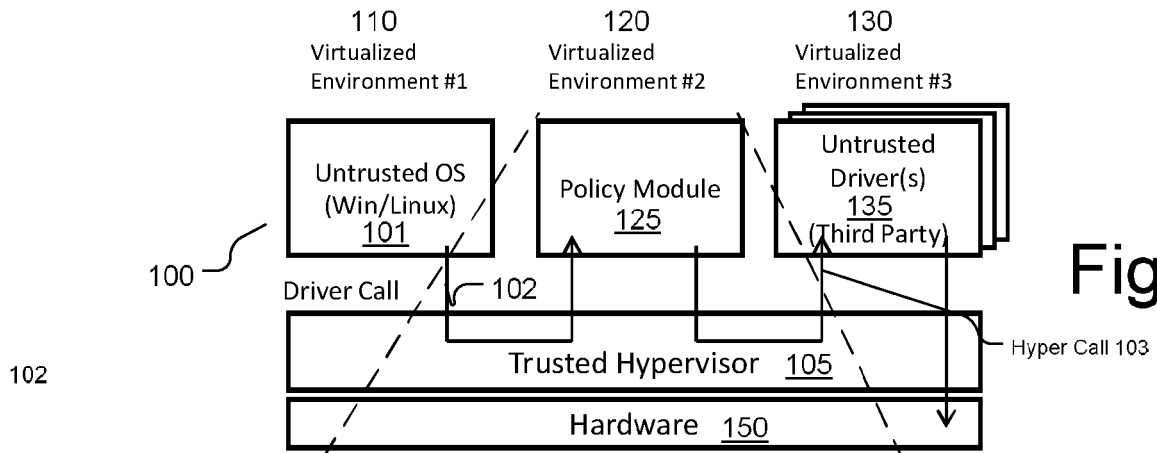 110
Virtualized
Environment #1
120
Virtualized
Environment #2
130
Virtualized
Environment #3
Untrusted OS
(Win/Linux)
101
Policy Module
125
Untrusted
Driver(s)
135
(Third Party)
100
Driver Call
102
Fig
Hyper Call 103
Trusted Hypervisor 105
102
Hardware 150